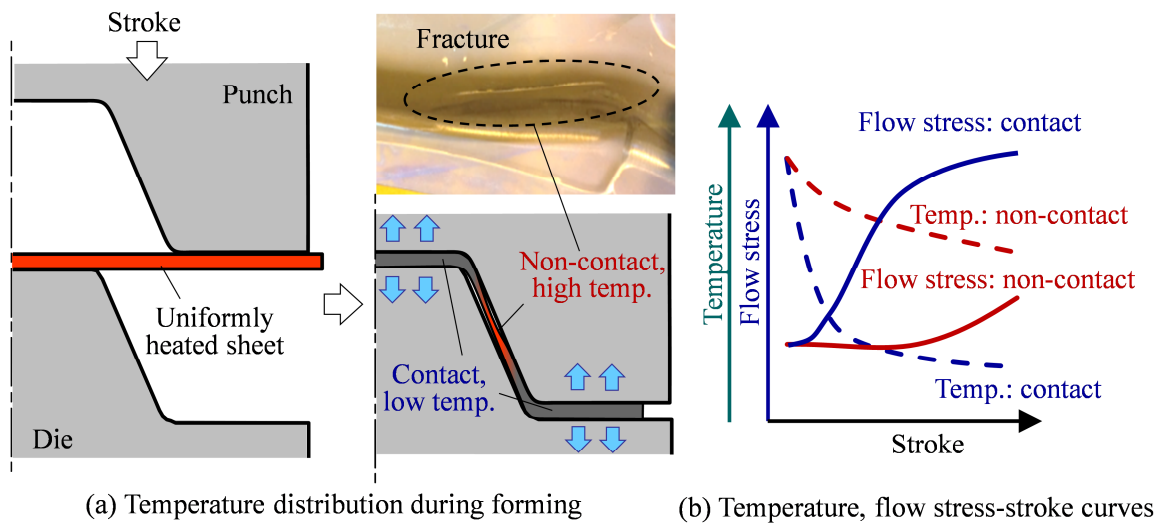 Stroke
Punch
Uniformly
heated sheet
Die
Fracture
Non-contact,
high temp.
Contact,
low temp.
(a) Temperature distribution during forming
Temperature
Flow stress
Flow stress: contact
Temp.: non-contact
Flow stress: non-contact
Temp.: contact
Stroke
(b) Temperature, flow stress-stroke curves